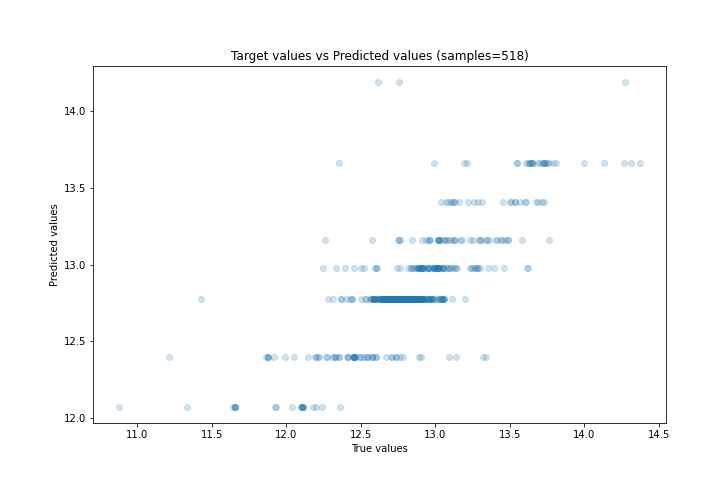 Target values vs Predicted values (samples=518)
14.0
13.5
13.0
12.5
12.0
Predicted values
11.0 11.5 12.0 12.5 13.0 13.5 14.0 14.5
True values